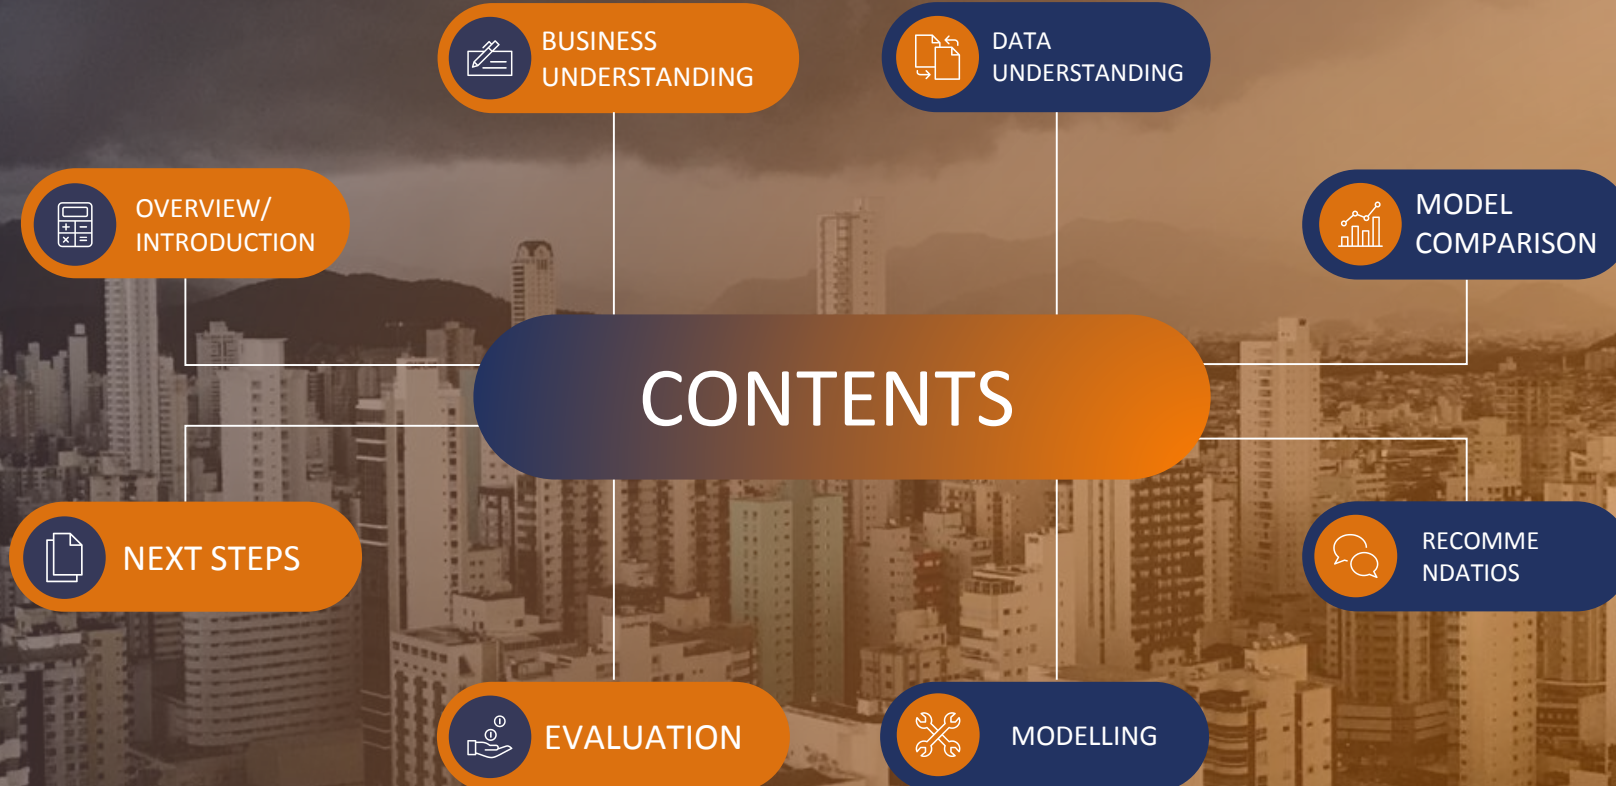 BUSINESS
UNDERSTANDING
DATA
UNDERSTANDING
OVERVIEW/
INTRODUCTION
MODEL
COMPARISON
CONTENTS
NEXT STEPS
RECOMME
NDATIOS
EVALUATION
MODELLING